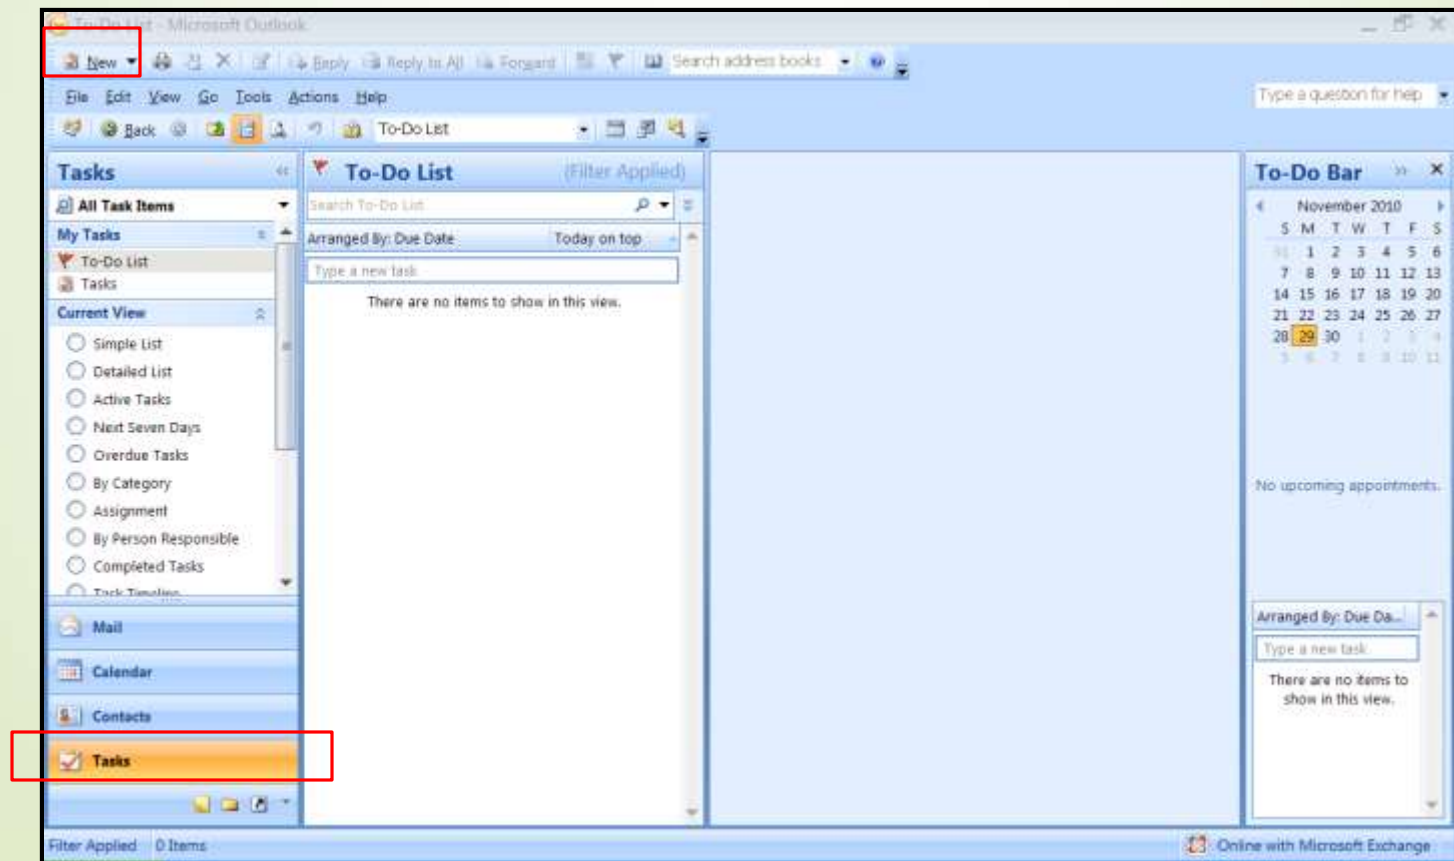 To-Do List - Microsoft Outlook
New Reply Reply to All Forward Search address books
File Edit View Go Tools Actions Help
Type a question for help
Back To-Do List
Tasks
All Task Items
My Tasks
To-Do List
Tasks
Current View
Simple List
Detailed List
Active Tasks
Next Seven Days
Overdue Tasks
By Category
Assignment
By Person Responsible
Completed Tasks
Task Timeline
Mail
Calendar
Contacts
Tasks
To-Do List (Filter Applied)
Search To-Do List
Arranged By: Due Date Today on top
Type a new task
There are no items to show in this view.
To-Do Bar
November 2010
S M T W T F S
31 1 2 3 4 5 6
7 8 9 10 11 12 13
14 15 16 17 18 19 20
21 22 23 24 25 26 27
28 29 30 1 2 3 4
5 6 7 8 9 10 11
No upcoming appointments.
Arranged By: Due Da...
Type a new task
There are no items to
show in this view.
Filter Applied 0 Items
Online with Microsoft Exchange